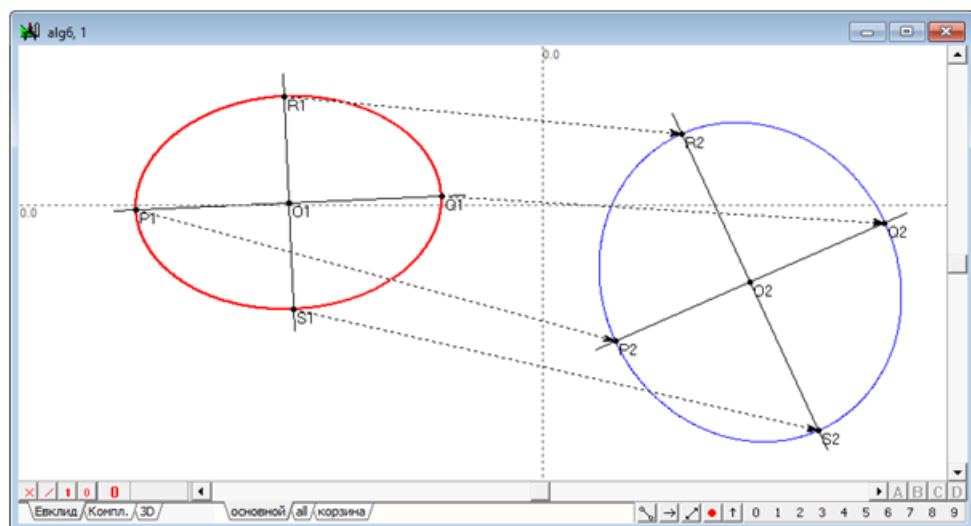 alg6, 1
0.0
R1
R2
0.0
P1
O1
Q1
Q2
O2
S1
P2
S2
× / 1 0 0
A B C D
Евклид / Компл. / 3D
основной / all / корзина
0 1 2 3 4 5 6 7 8 9